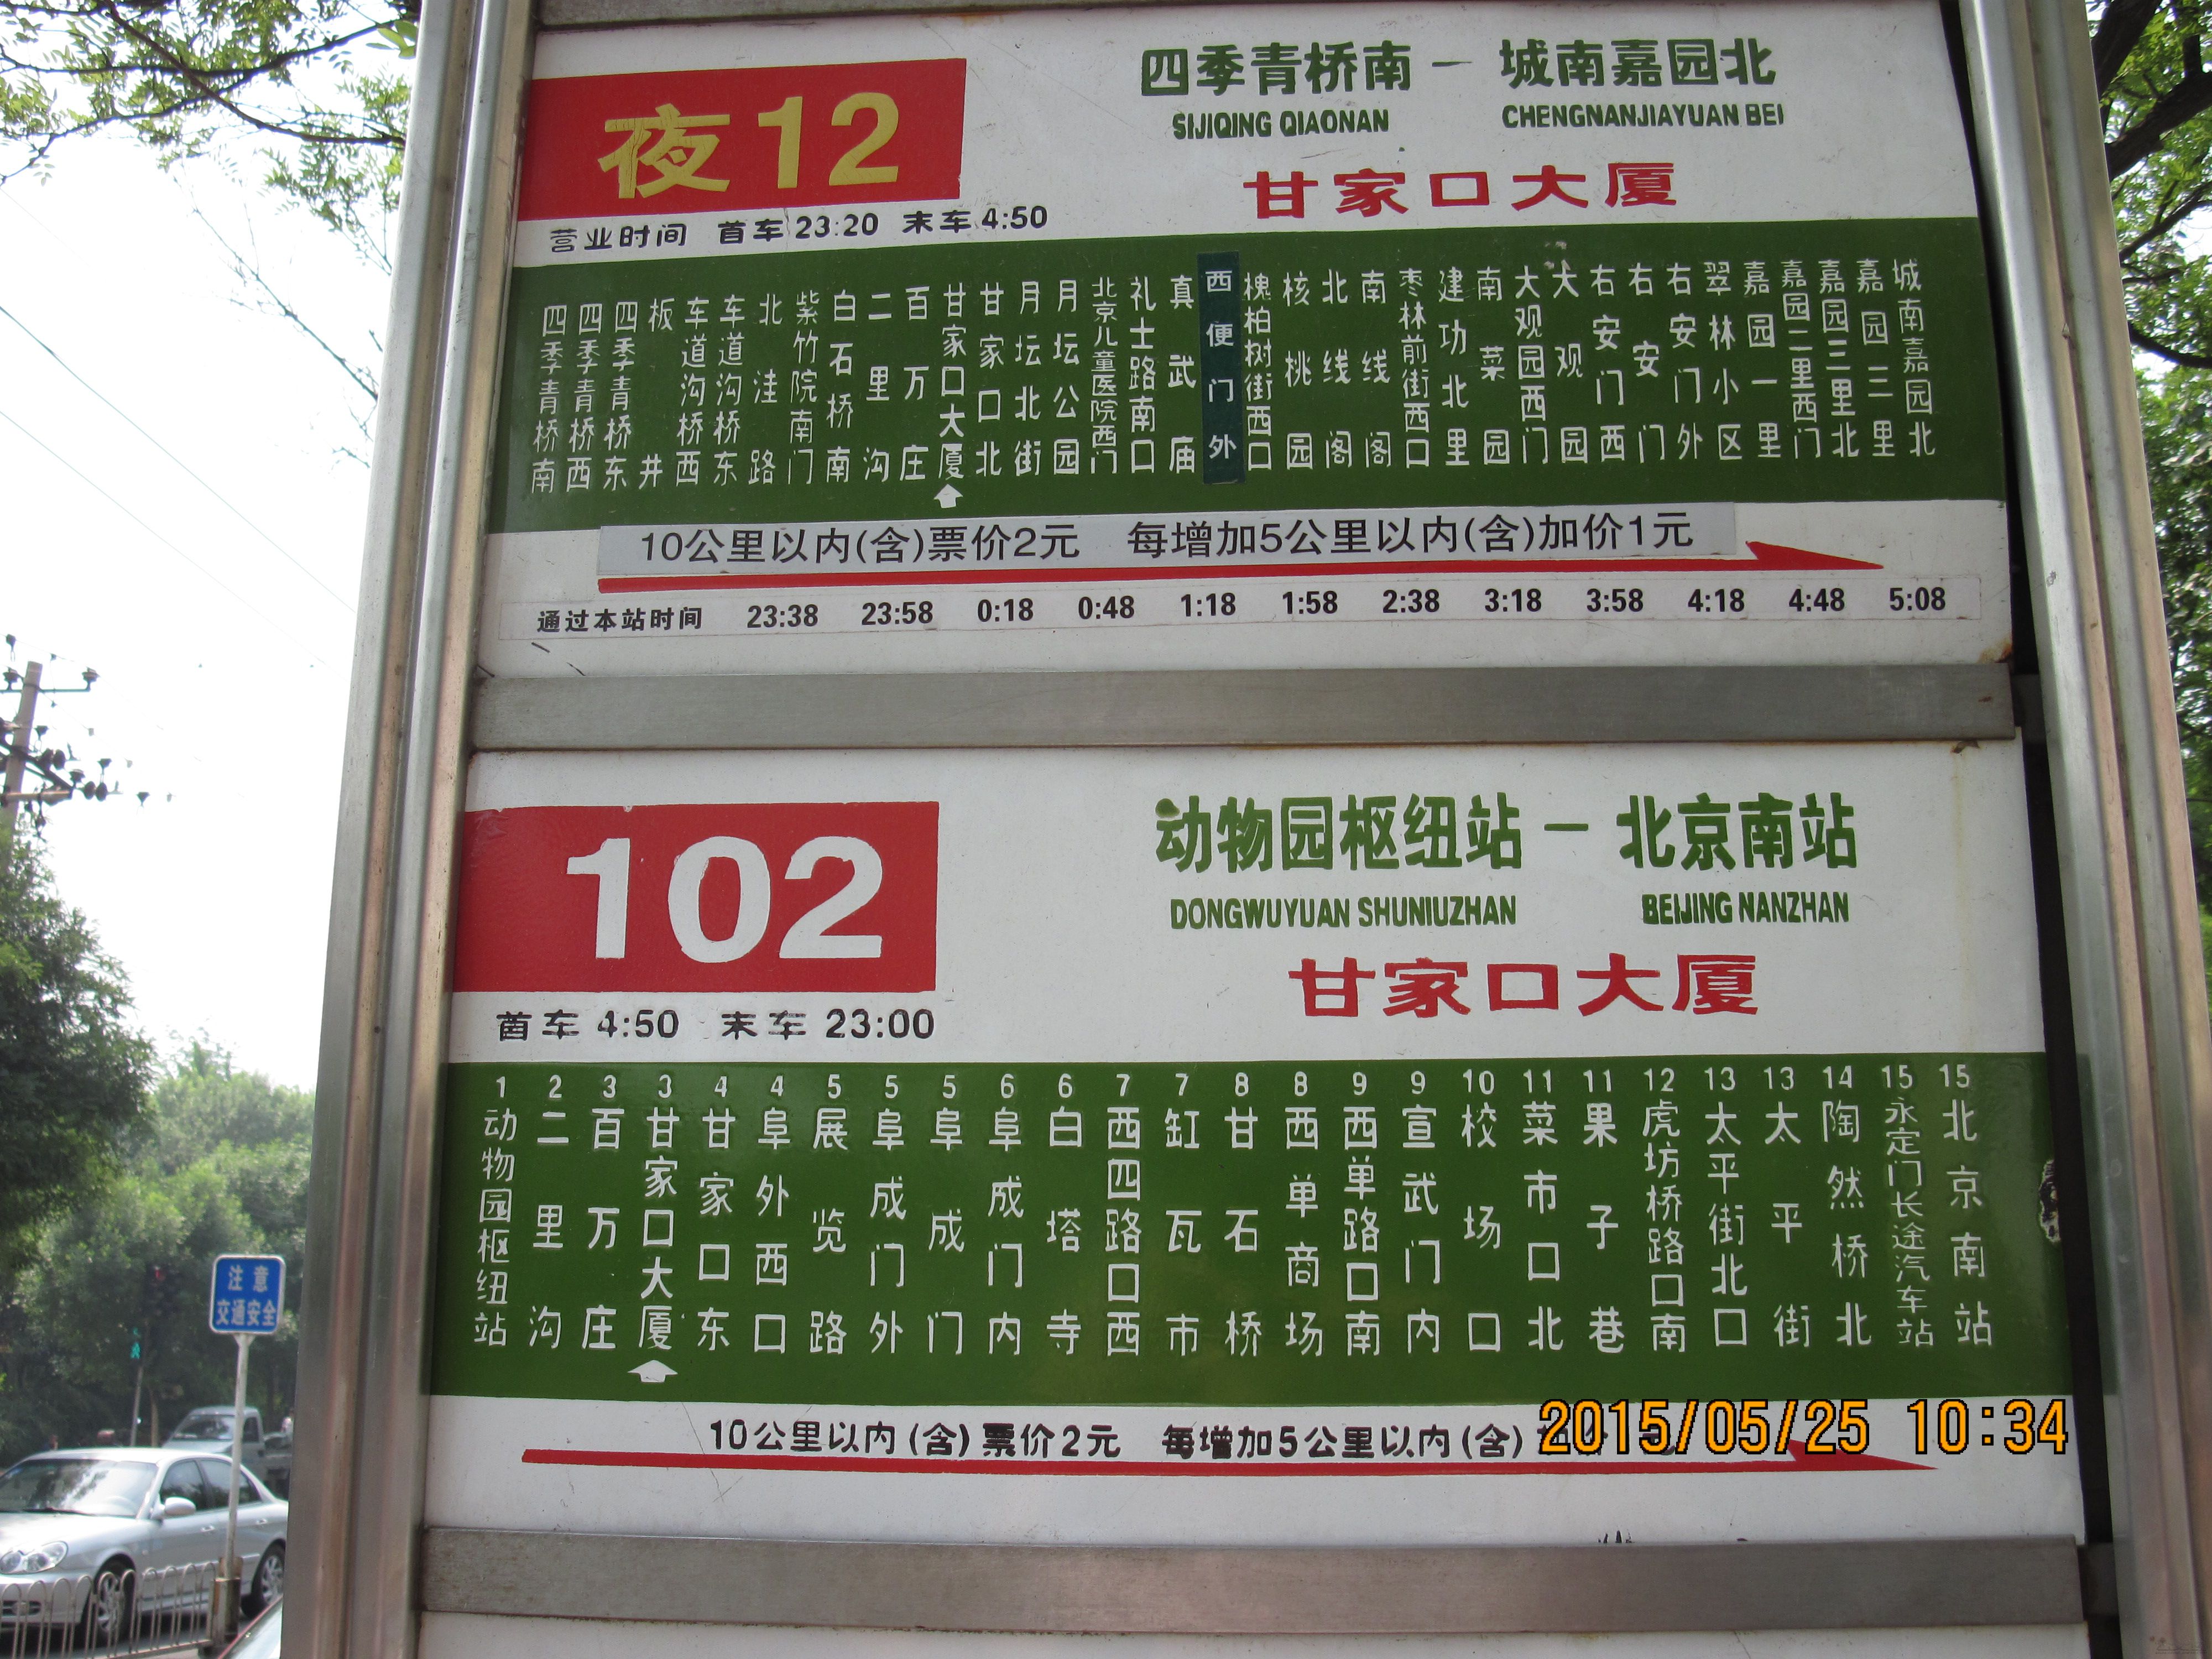 夜12
四季青桥南 — 城南嘉园北
SIJIQING QIAONAN CHENGNANJIAYUAN BEI
甘家口大厦
营业时间 首车 23:20 末车 4:50
四季青桥南
四季青桥西
四季青桥东
板井
车道沟桥西
车道沟桥东
北洼路
紫竹院南门
白石桥南
二里沟
百万庄
甘家口大厦
甘家口北
月坛北街
月坛公园
北京儿童医院西门
礼士路南口
真武庙
西便门外
槐柏树街西口
核桃园
北线阁
南线阁
枣林前街西口
建功北里
南菜园
大观园西门
大观园
右安门西
右安门
右安门外
翠林小区
嘉园一里
嘉园二里西门
嘉园三里北
嘉园三里
城南嘉园北
10公里以内(含)票价2元 每增加5公里以内(含)加价1元
通过本站时间 23:38 23:58 0:18 0:48 1:18 1:58 2:38 3:18 3:58 4:18 4:48 5:08
102
动物园枢纽站 — 北京南站
DONGWUYUAN SHUNIUZHAN BEIJING NANZHAN
甘家口大厦
首车 4:50 末车 23:00
1 动物园枢纽站
2 二里沟
3 百万庄
3 甘家口大厦
4 甘家口东
4 阜外西口
5 展览路
5 阜成门外
5 阜成门
6 阜成门内
6 白塔寺
7 西四路口西
7 缸瓦市
8 甘石桥
8 西单商场
9 西单路口南
9 宣武门内
10 校场口
11 菜市口北
11 果子巷
12 虎坊桥路口南
13 太平街北口
13 太平街
14 陶然桥北
15 永定门长途汽车站
15 北京南站
10公里以内(含)票价2元 每增加5公里以内(含)
2015/05/25 10:34
注意
交通安全